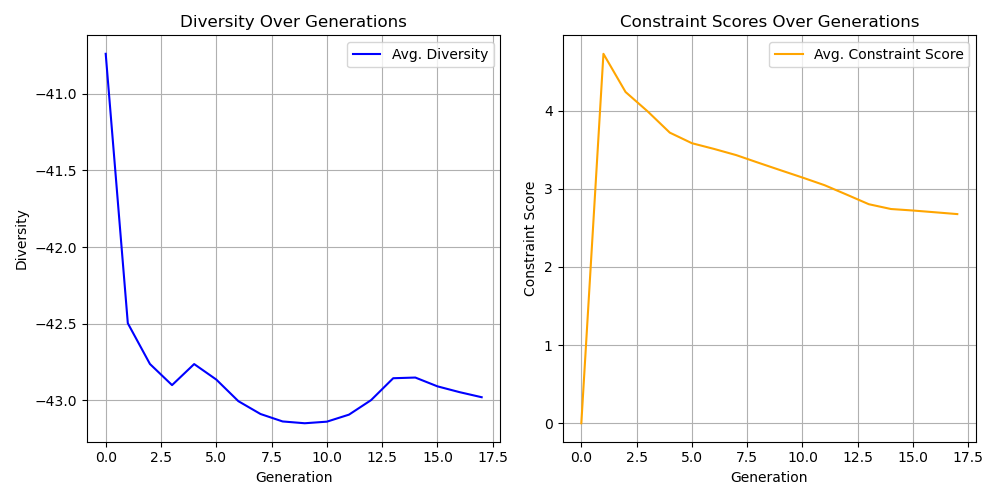 Diversity Over Generations
Avg. Diversity
Diversity
−41.0
−41.5
−42.0
−42.5
−43.0
0.0 2.5 5.0 7.5 10.0 12.5 15.0 17.5
Generation
Constraint Scores Over Generations
Avg. Constraint Score
Constraint Score
4
3
2
1
0
0.0 2.5 5.0 7.5 10.0 12.5 15.0 17.5
Generation